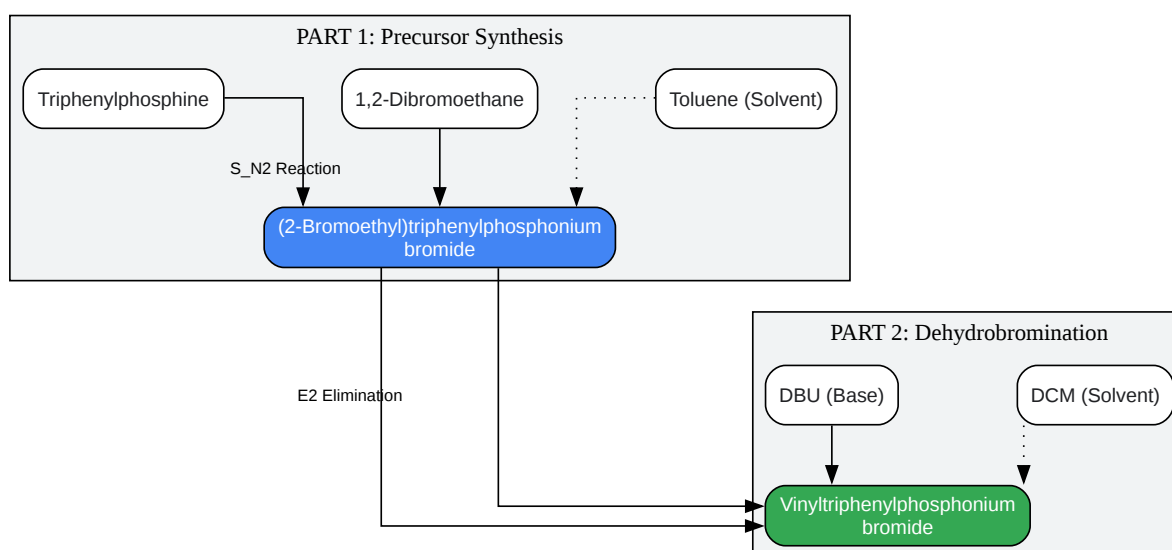 PART 1: Precursor Synthesis
Triphenylphosphine
1,2-Dibromoethane
Toluene (Solvent)
S_N2 Reaction
(2-Bromoethyl)triphenylphosphonium
bromide
PART 2: Dehydrobromination
E2 Elimination
DBU (Base)
DCM (Solvent)
Vinyltriphenylphosphonium
bromide